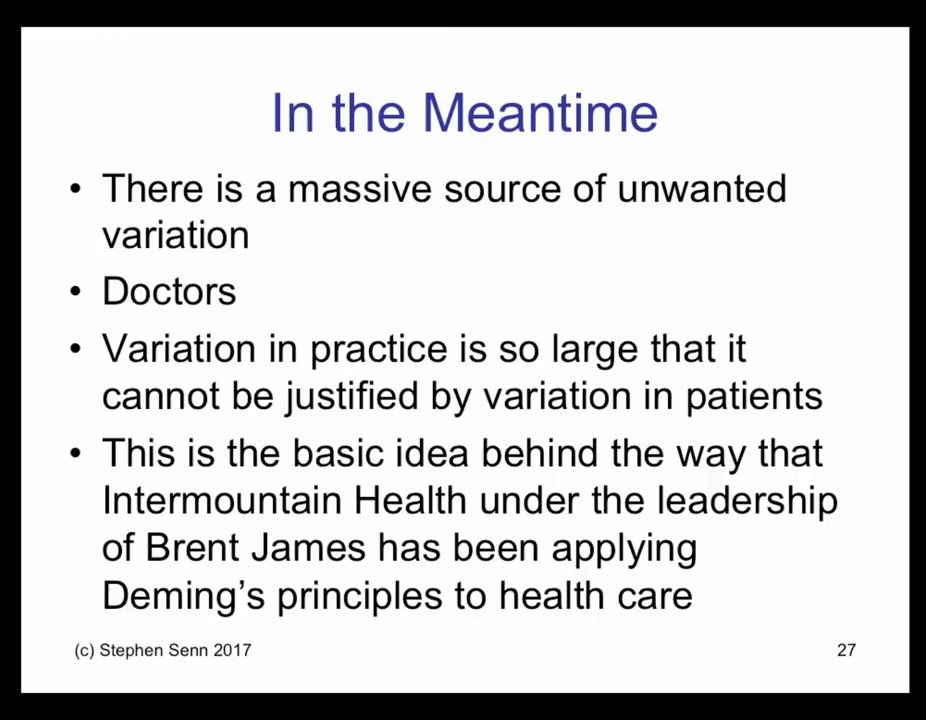 In the Meantime
• There is a massive source of unwanted
variation
• Doctors
• Variation in practice is so large that it
cannot be justified by variation in patients
• This is the basic idea behind the way that
Intermountain Health under the leadership
of Brent James has been applying
Deming’s principles to health care
(c) Stephen Senn 2017
27